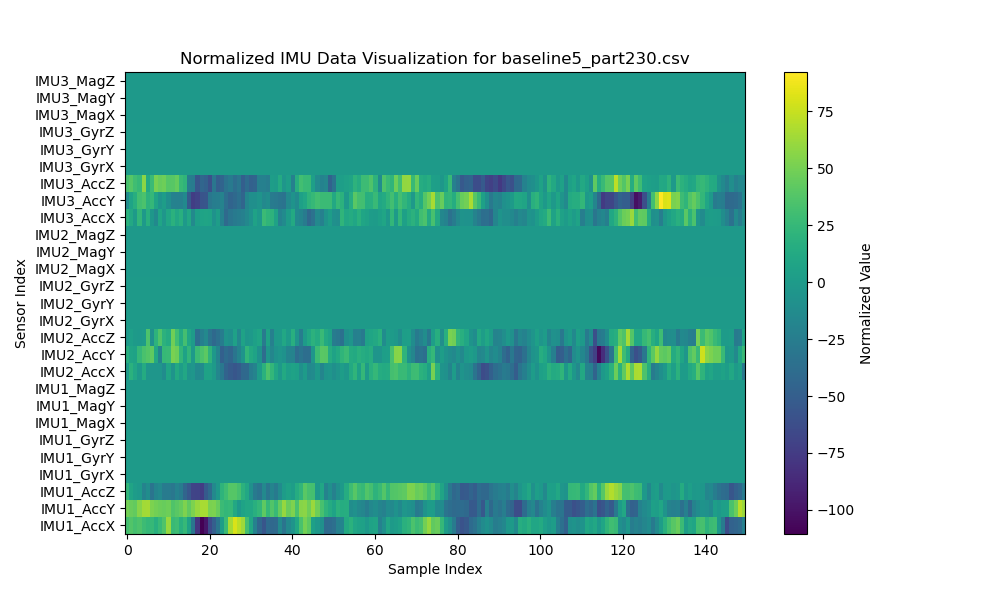 Normalized IMU Data Visualization for baseline5_part230.csv
IMU3_MagZ
IMU3_MagY
IMU3_MagX
IMU3_GyrZ
IMU3_GyrY
IMU3_GyrX
IMU3_AccZ
IMU3_AccY
IMU3_AccX
IMU2_MagZ
IMU2_MagY
IMU2_MagX
IMU2_GyrZ
IMU2_GyrY
IMU2_GyrX
IMU2_AccZ
IMU2_AccY
IMU2_AccX
IMU1_MagZ
IMU1_MagY
IMU1_MagX
IMU1_GyrZ
IMU1_GyrY
IMU1_GyrX
IMU1_AccZ
IMU1_AccY
IMU1_AccX
Sensor Index
0 20 40 60 80 100 120 140
Sample Index
75
50
25
0
−25
−50
−75
−100
Normalized Value